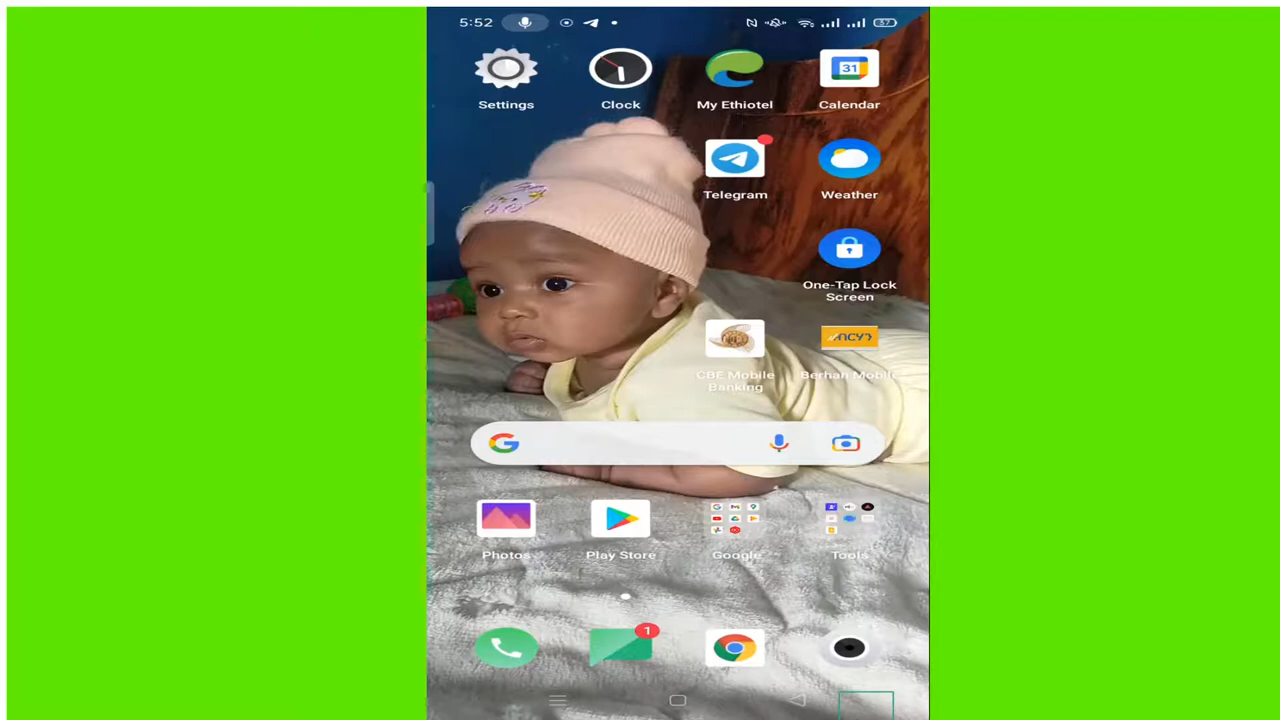 5:52
57
Settings
Clock
My Ethiotel
31
Calendar
Telegram
Weather
One-Tap Lock
Screen
CBE Mobile
Banking
Berhan Mobile
Photos
Play Store
Google
Tools
1